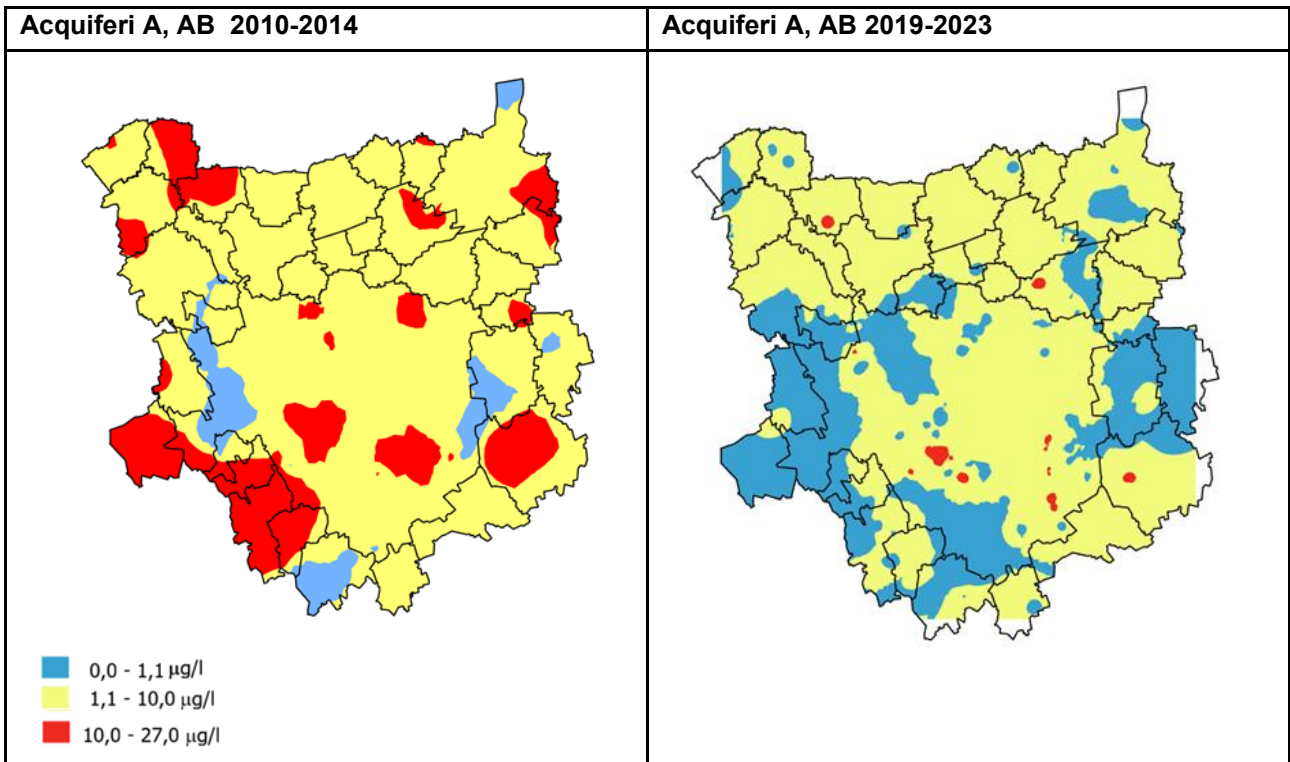 Acquiferi A, AB 2010-2014
Acquiferi A, AB 2019-2023
0,0 - 1,1 µg/l
1,1 - 10,0 µg/l
10,0 - 27,0 µg/l